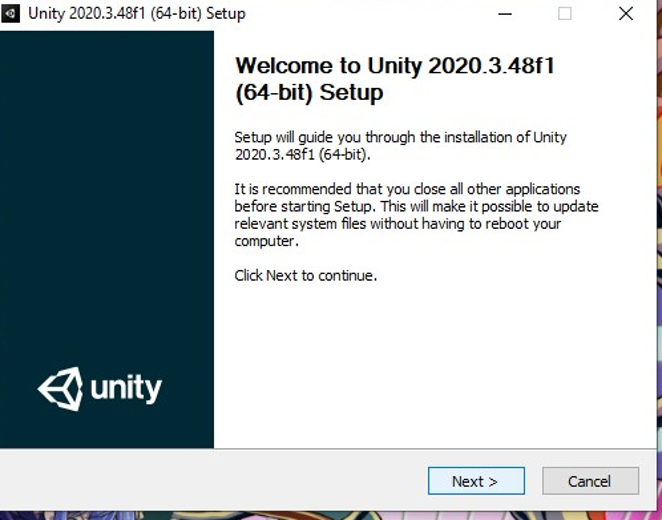 Unity 2020.3.48f1 (64-bit) Setup
Welcome to Unity 2020.3.48f1
(64-bit) Setup
Setup will guide you through the installation of Unity
2020.3.48f1 (64-bit).
It is recommended that you close all other applications
before starting Setup. This will make it possible to update
relevant system files without having to reboot your
computer.
Click Next to continue.
unity
Next >
Cancel